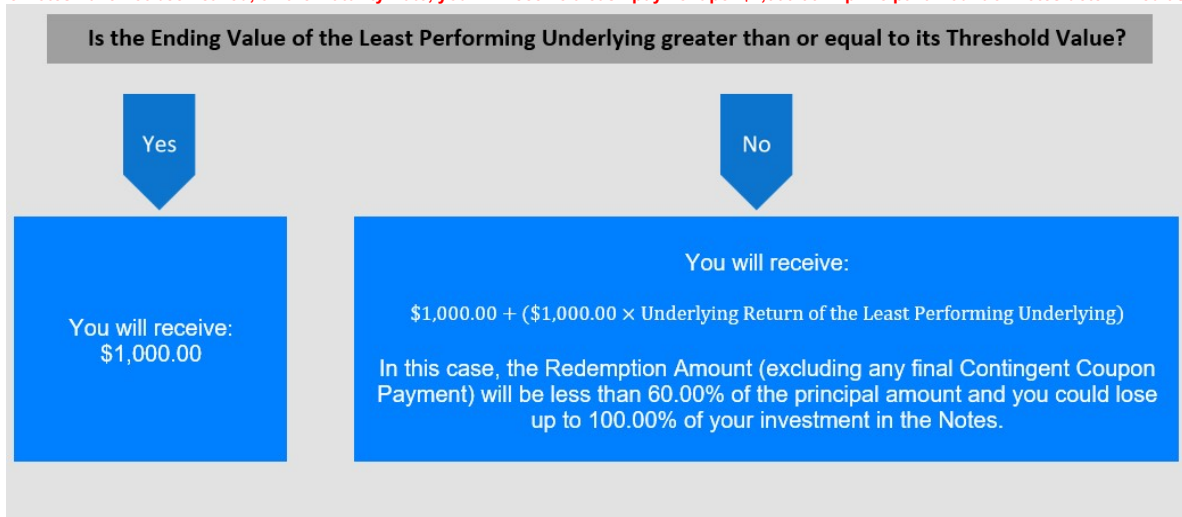 Is the Ending Value of the Least Performing Underlying greater than or equal to its Threshold Value?
Yes
No
You will receive:
$1,000.00
You will receive:
$1,000.00 + ($1,000.00 × Underlying Return of the Least Performing Underlying)
In this case, the Redemption Amount (excluding any final Contingent Coupon
Payment) will be less than 60.00% of the principal amount and you could lose
up to 100.00% of your investment in the Notes.